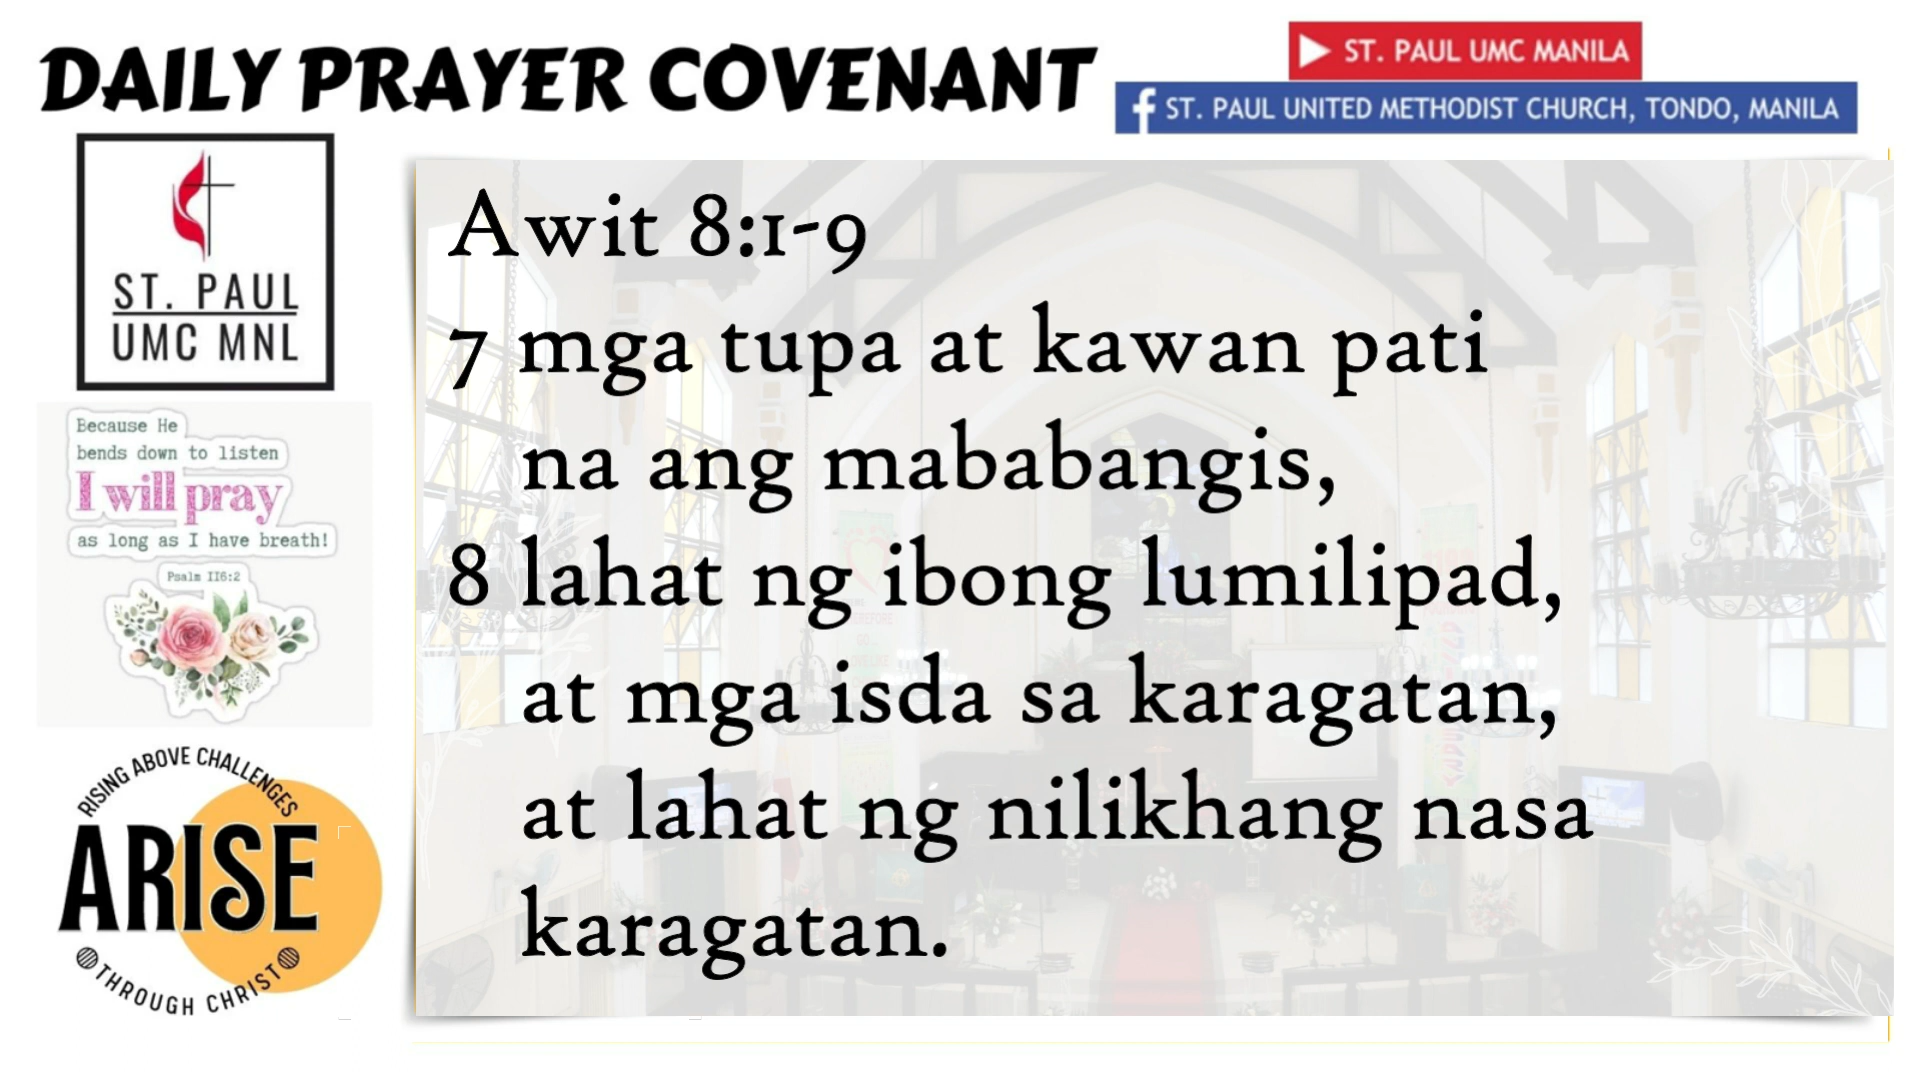 DAILY PRAYER COVENANT
ST. PAUL UMC MANILA
ST. PAUL UNITED METHODIST CHURCH, TONDO, MANILA
ST. PAUL
UMC MNL
Because He
bends down to listen
I will pray
as long as I have breath!
Psalm 116:2
RISING ABOVE CHALLENGES
ARISE
THROUGH CHRIST
Awit 8:1-9
7 mga tupa at kawan pati
na ang mababangis,
8 lahat ng ibong lumilipad,
at mga isda sa karagatan,
at lahat ng nilikhang nasa
karagatan.